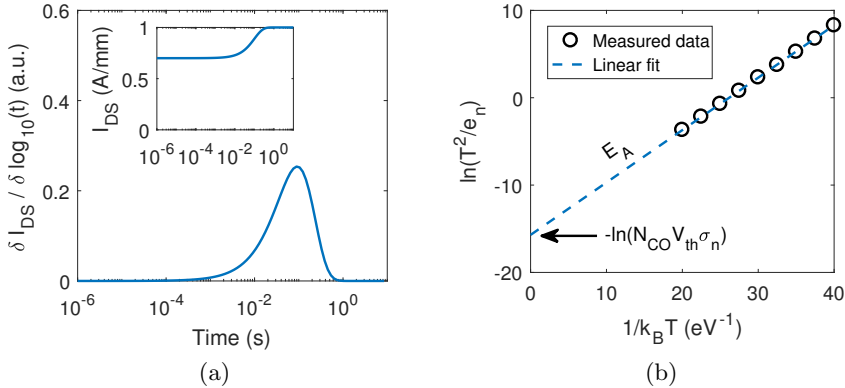 0.6
0.4
0.2
0
δ I_DS / δ log_10(t) (a.u.)
1
0.5
0
I_DS (A/mm)
10^-6 10^-4 10^-2 10^0
10^-6 10^-4 10^-2 10^0
Time (s)
(a)
10
0
-10
-20
ln(T^2/e_n)
Measured data
Linear fit
E_A
-ln(N_CO V_th σ_n)
0 10 20 30 40
1/k_B T (eV^-1)
(b)